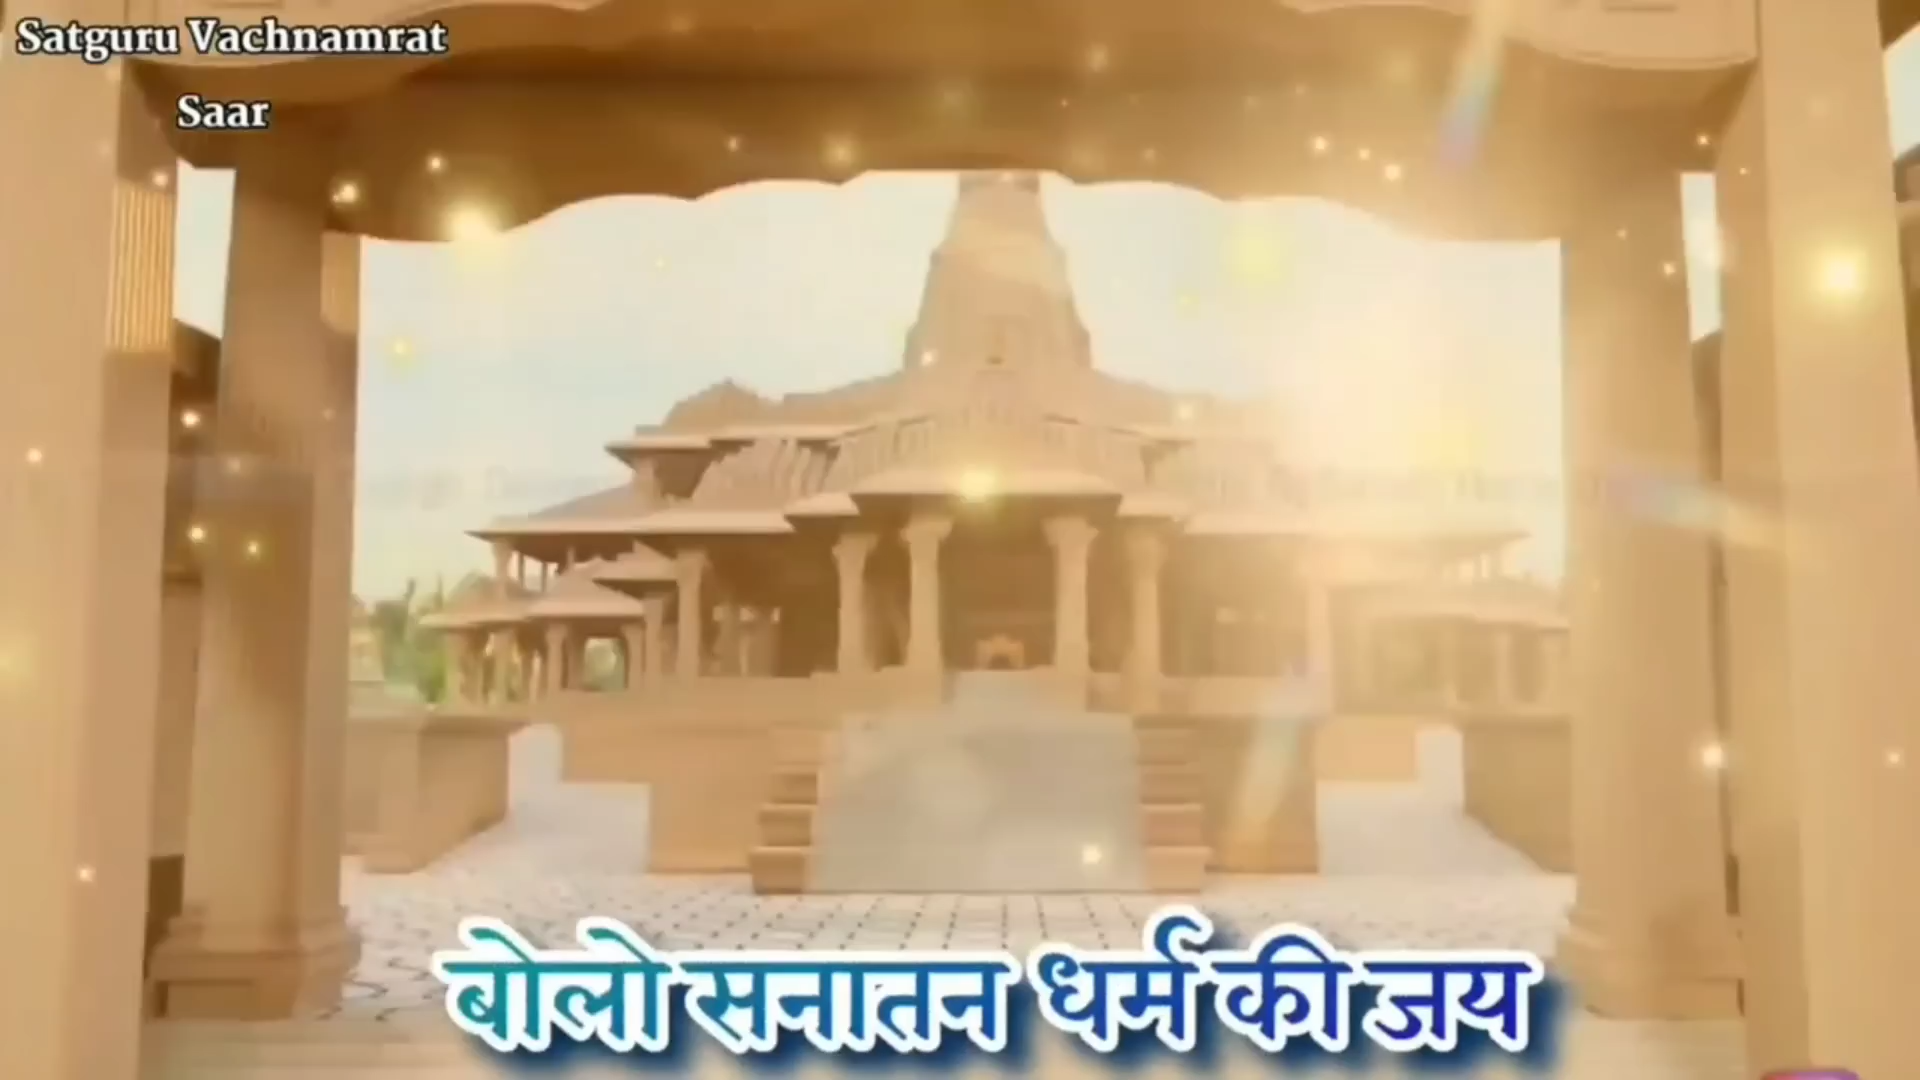 Satguru Vachnamrat
Saar
बोलो सनातन धर्म की जय